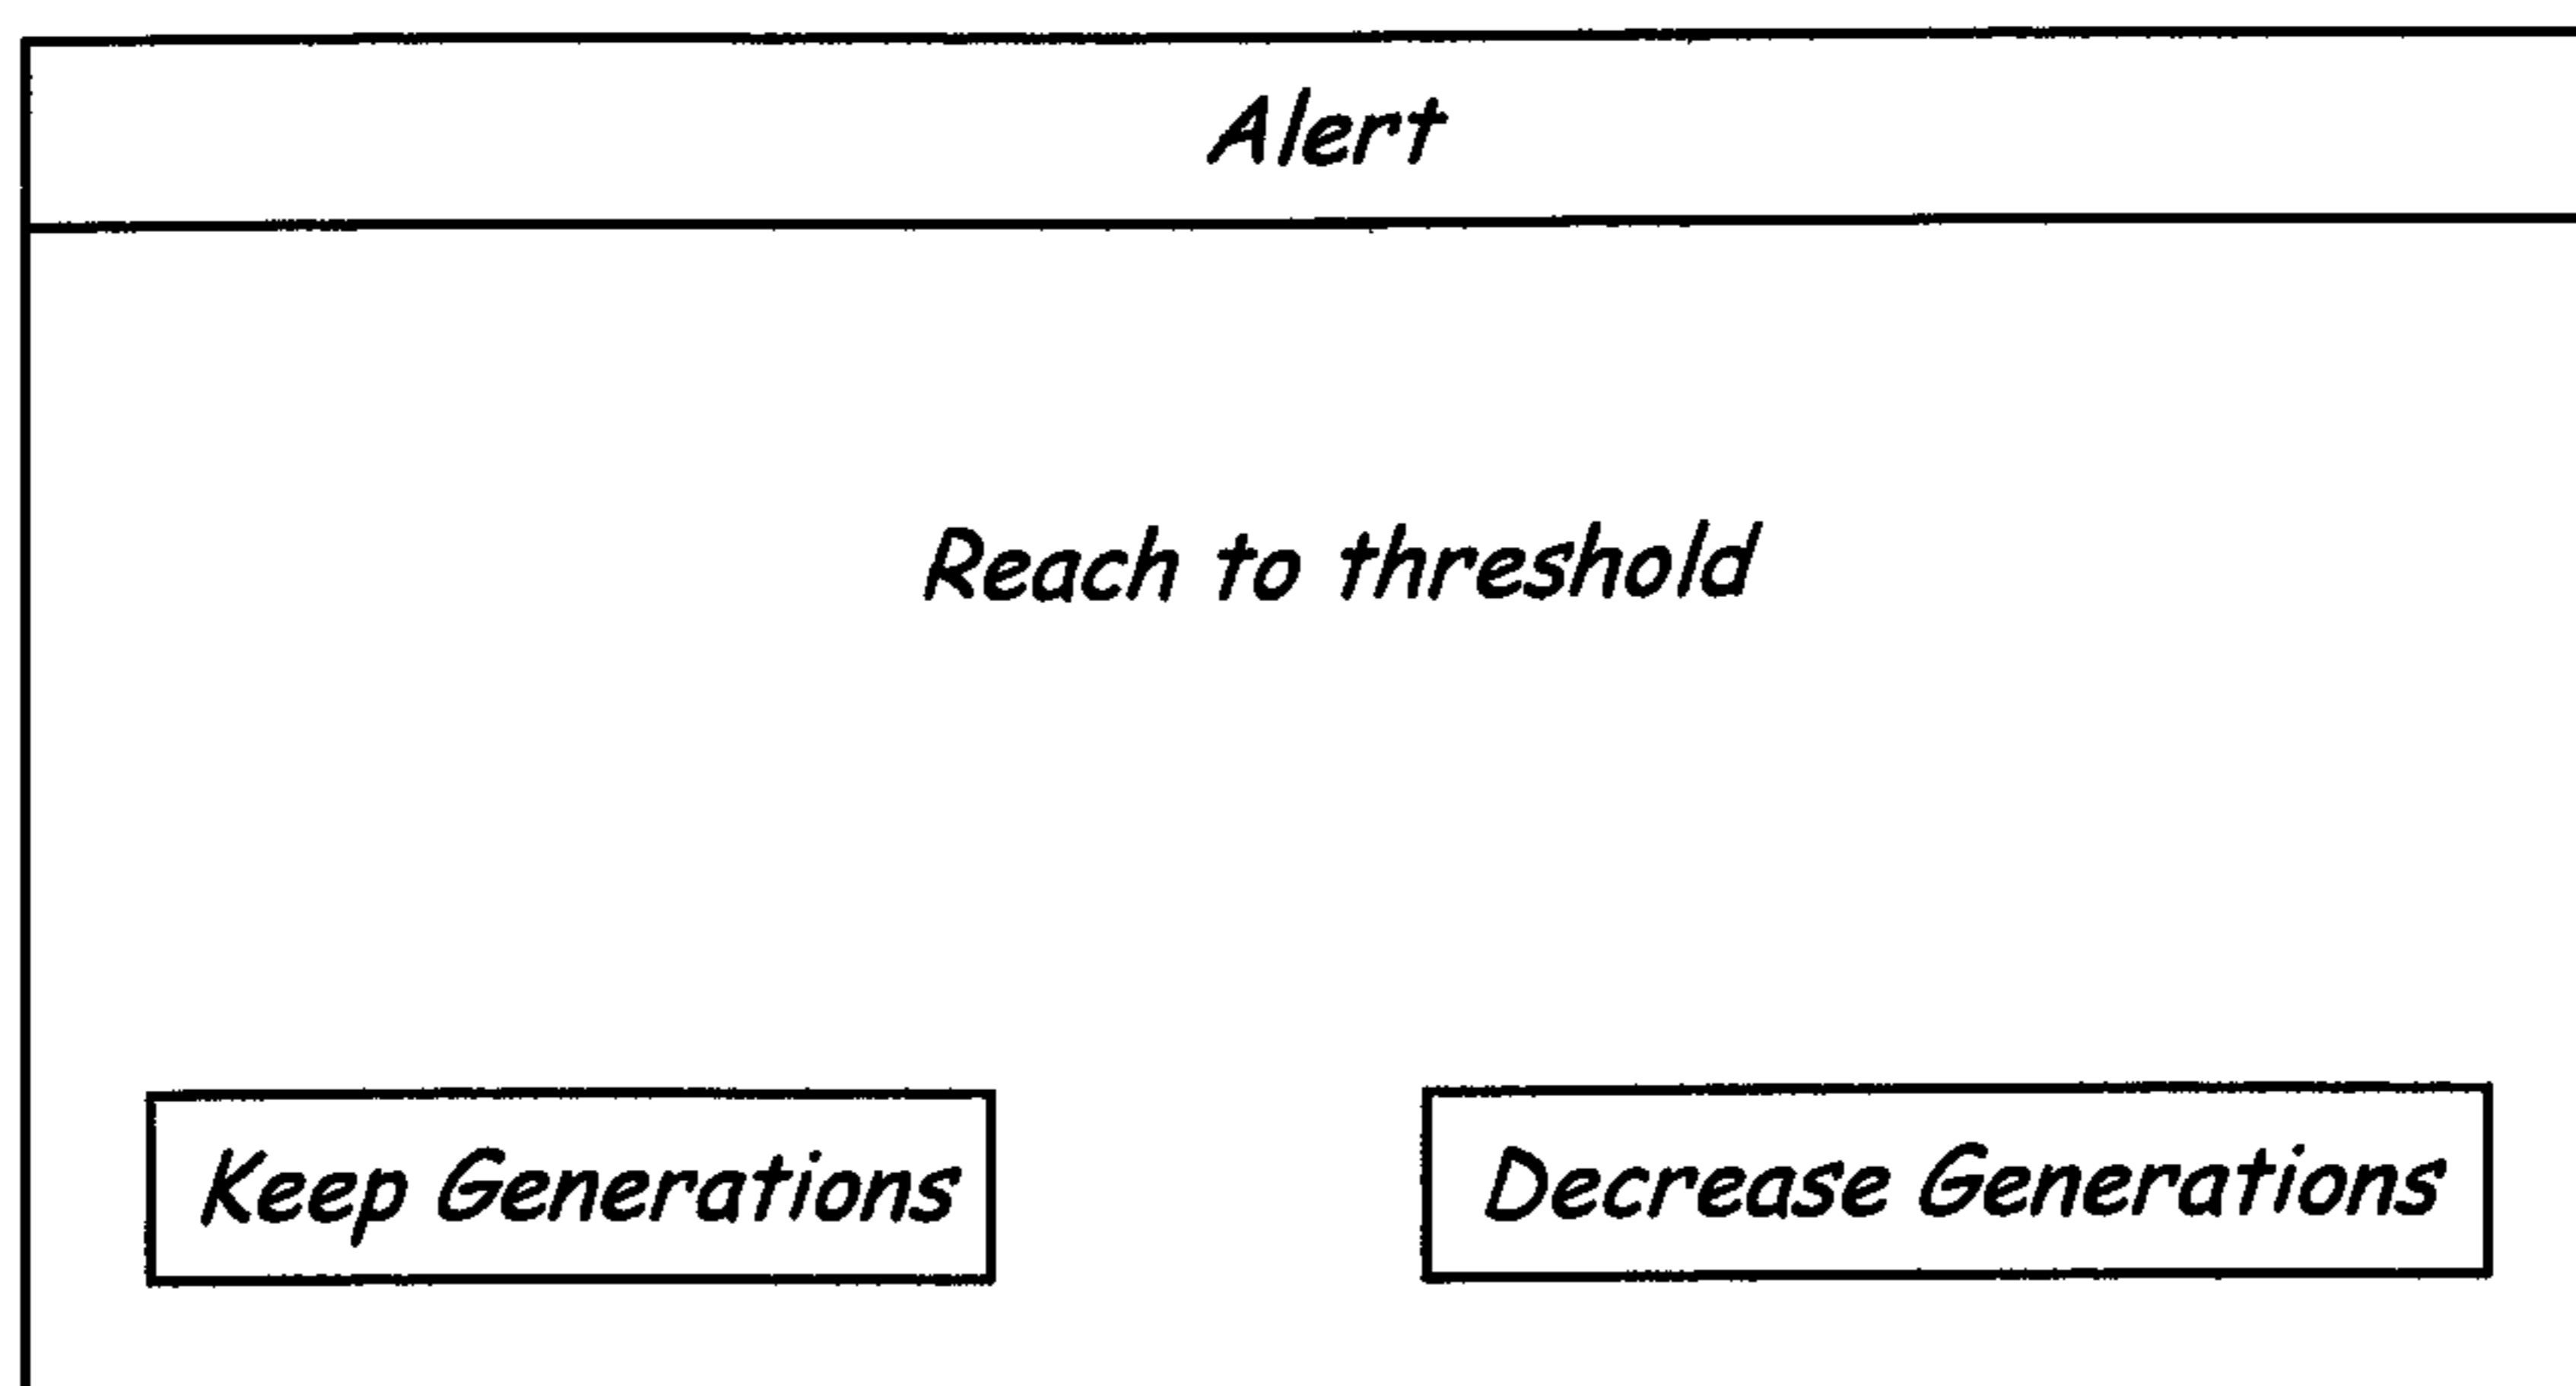 Alert
Reach to threshold
Keep Generations
Decrease Generations